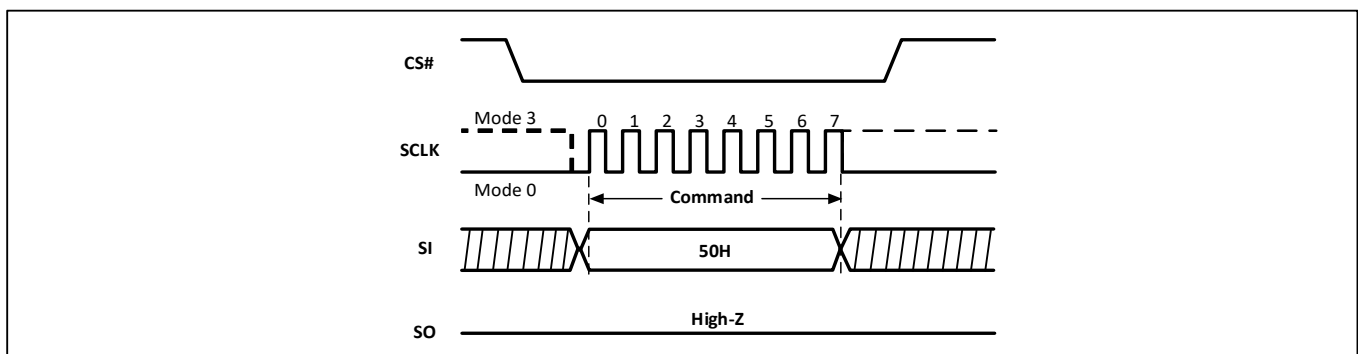 CS#
Mode 3
0 1 2 3 4 5 6 7
SCLK
Mode 0
Command
SI
50H
High-Z
SO